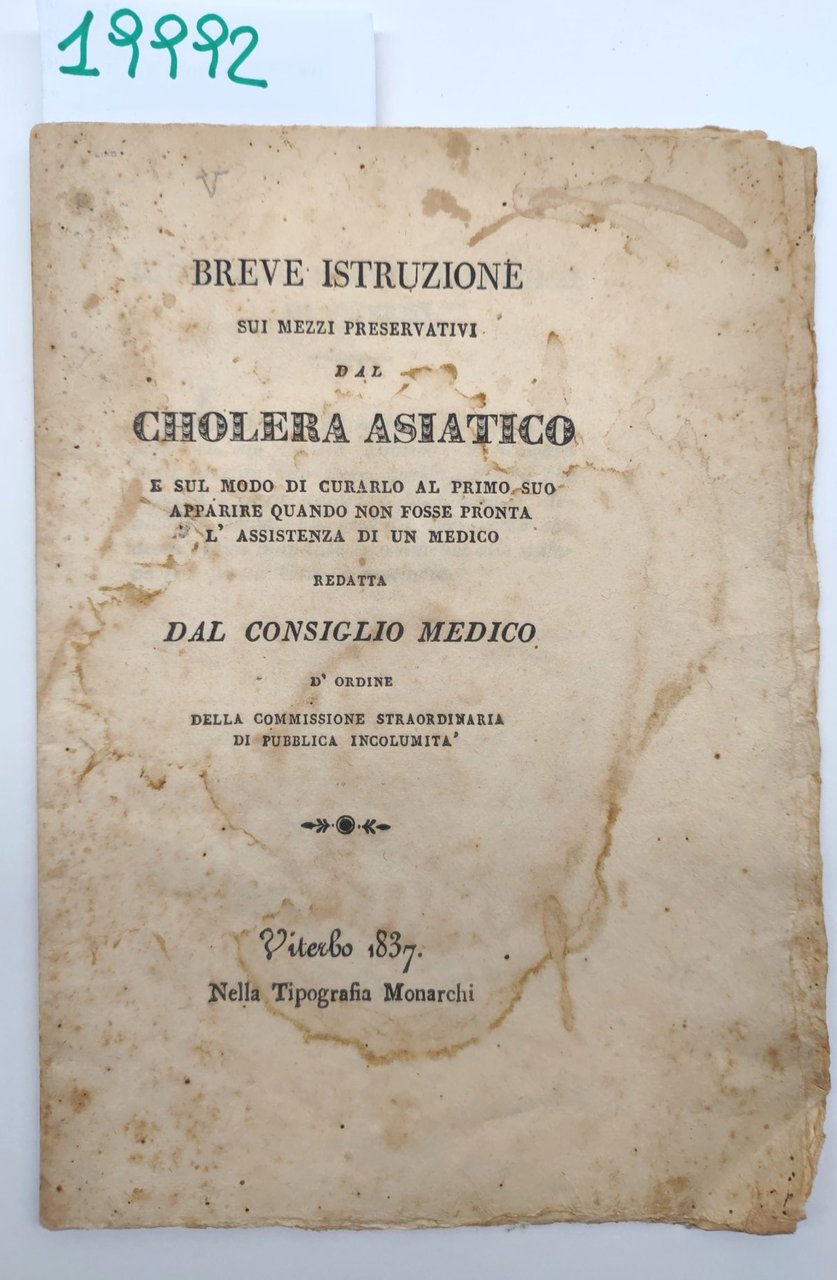 19992
V
BREVE ISTRUZIONE
SUI MEZZI PRESERVATIVI
DAL
CHOLERA ASIATICO
E SUL MODO DI CURARLO AL PRIMO SUO
APPARIRE QUANDO NON FOSSE PRONTA
L' ASSISTENZA DI UN MEDICO
REDATTA
DAL CONSIGLIO MEDICO
D' ORDINE
DELLA COMMISSIONE STRAORDINARIA
DI PUBBLICA INCOLUMITA'
Viterbo 1837.
Nella Tipografia Monarchi